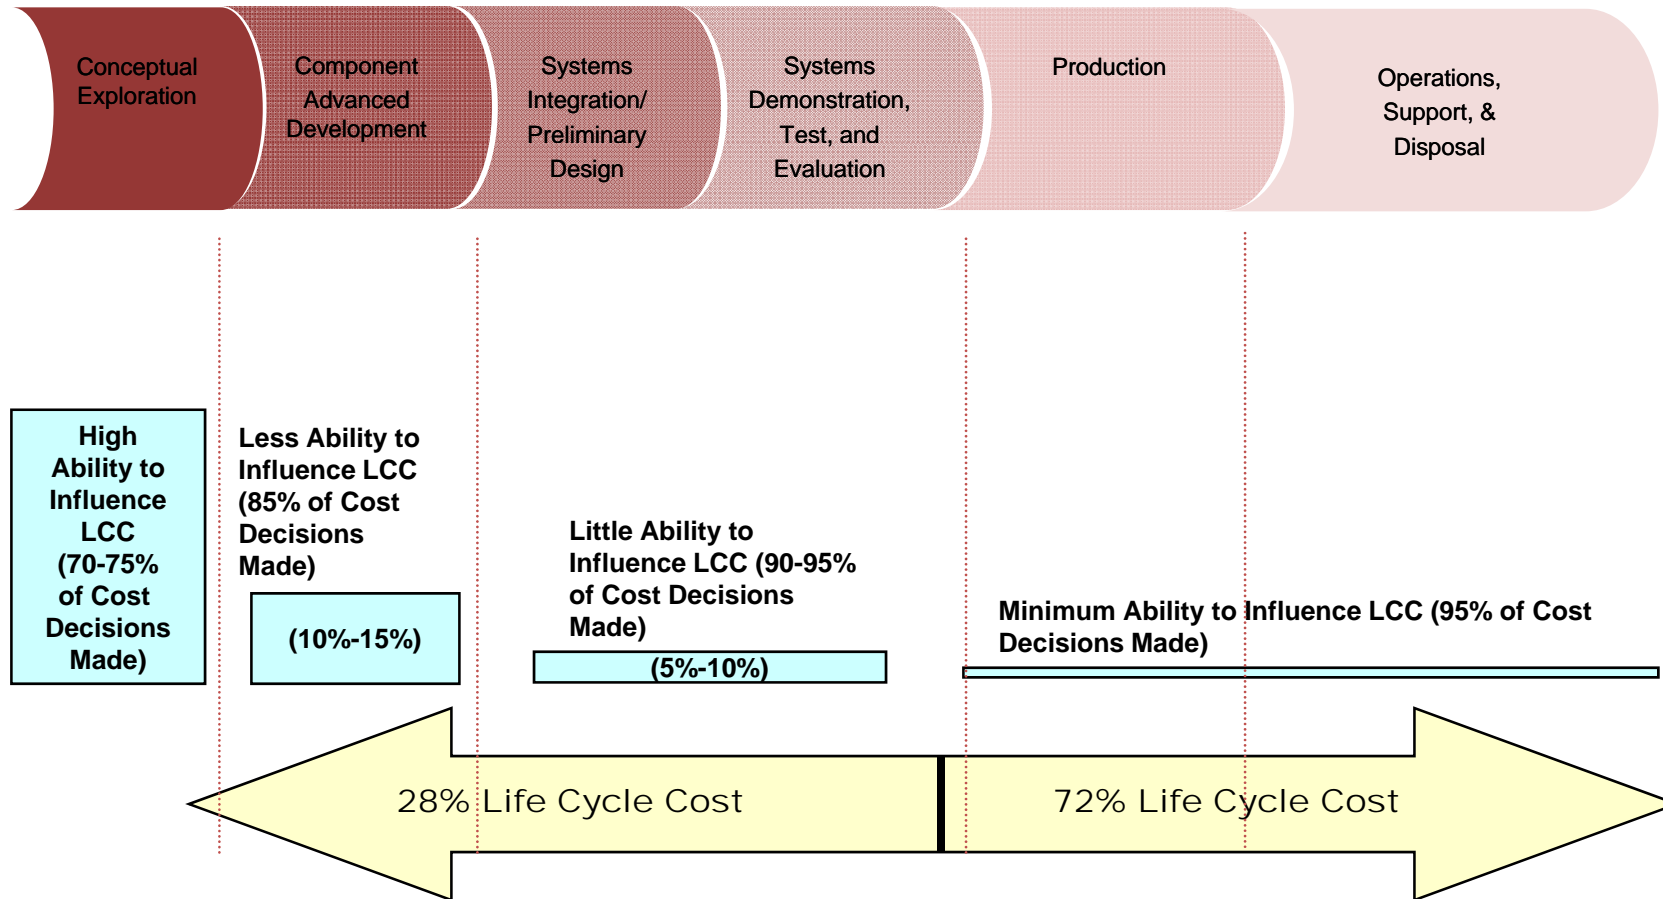 Conceptual
Exploration
Component
Advanced
Development
Systems
Integration/
Preliminary
Design
Systems
Demonstration,
Test, and
Evaluation
Production
Operations,
Support, &
Disposal
High
Ability to
Influence
LCC
(70-75%
of Cost
Decisions
Made)
Less Ability to
Influence LCC
(85% of Cost
Decisions
Made)
(10%-15%)
Little Ability to
Influence LCC (90-95%
of Cost Decisions
Made)
(5%-10%)
Minimum Ability to Influence LCC (95% of Cost
Decisions Made)
28% Life Cycle Cost
72% Life Cycle Cost